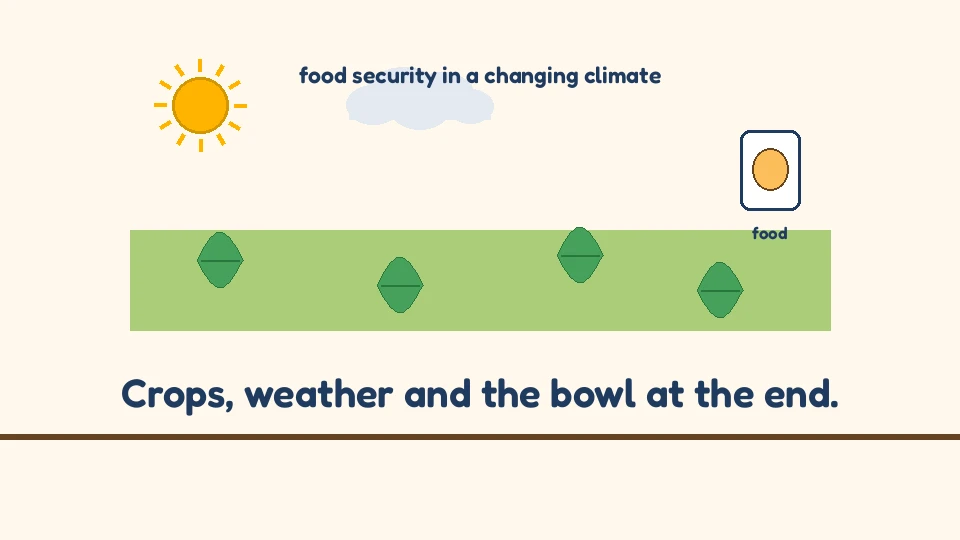 food security in a changing climate
food
Crops, weather and the bowl at the end.